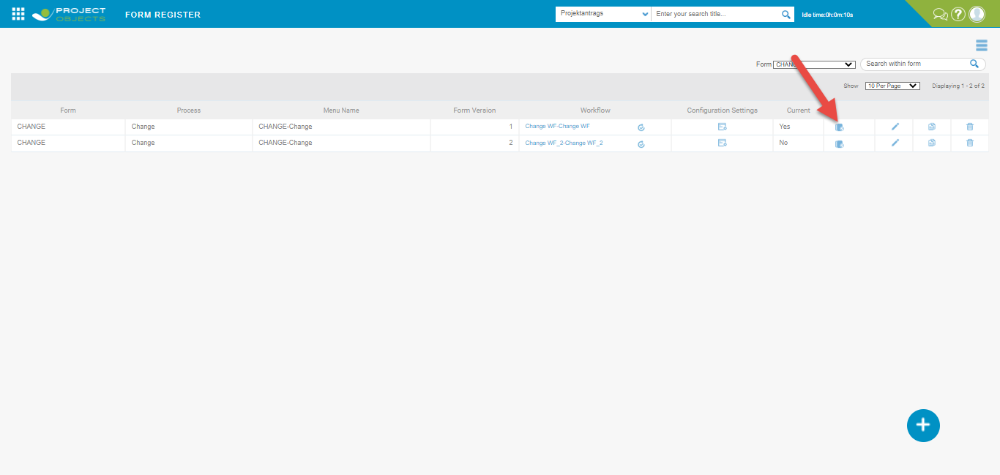 PROJECT
OBJECTS
FORM REGISTER
Projektantrags
Enter your search title...
Idle time:0h:0m:10s
Form CHANGE
Search within form
Show 10 Per Page Displaying 1 - 2 of 2
Form Process Menu Name Form Version Workflow Configuration Settings Current
CHANGE Change CHANGE-Change 1 Change WF-Change WF Yes
CHANGE Change CHANGE-Change 2 Change WF_2-Change WF_2 No